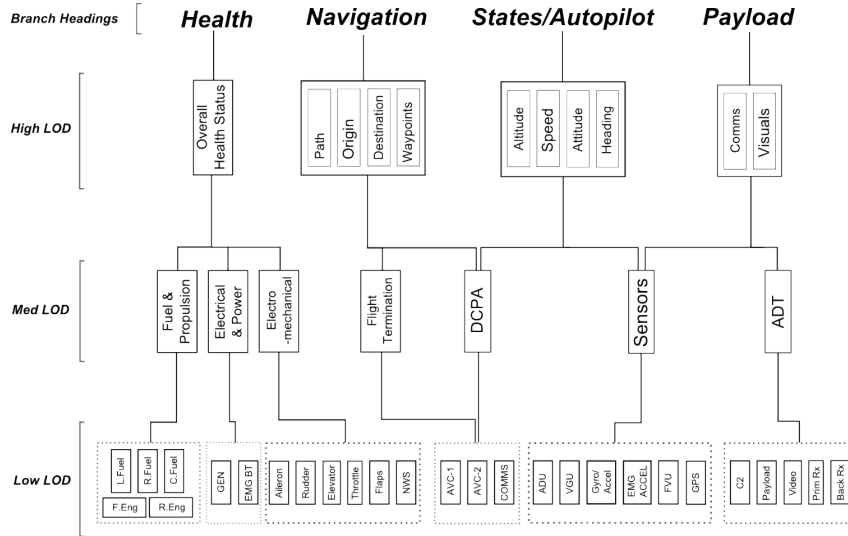 Branch Headings
Health
Navigation
States/Autopilot
Payload
High LOD
Overall
Health Status
Path
Origin
Destination
Waypoints
Altitude
Speed
Attitude
Heading
Comms
Visuals
Med LOD
Fuel &
Propulsion
Electrical
& Power
Electro
-mechanical
Flight
Termination
DCPA
Sensors
ADT
Low LOD
L.Fuel
R.Fuel
C.Fuel
F.Eng
R.Eng
GEN
EMG BT
Aileron
Rudder
Elevator
Throttle
Flaps
NWS
AVC-1
AVC-2
COMMS
ADU
VGU
Gyro/
Accel
EMG
ACCEL
FVU
GPS
C2
Payload
Video
Prim Rx
Back Rx